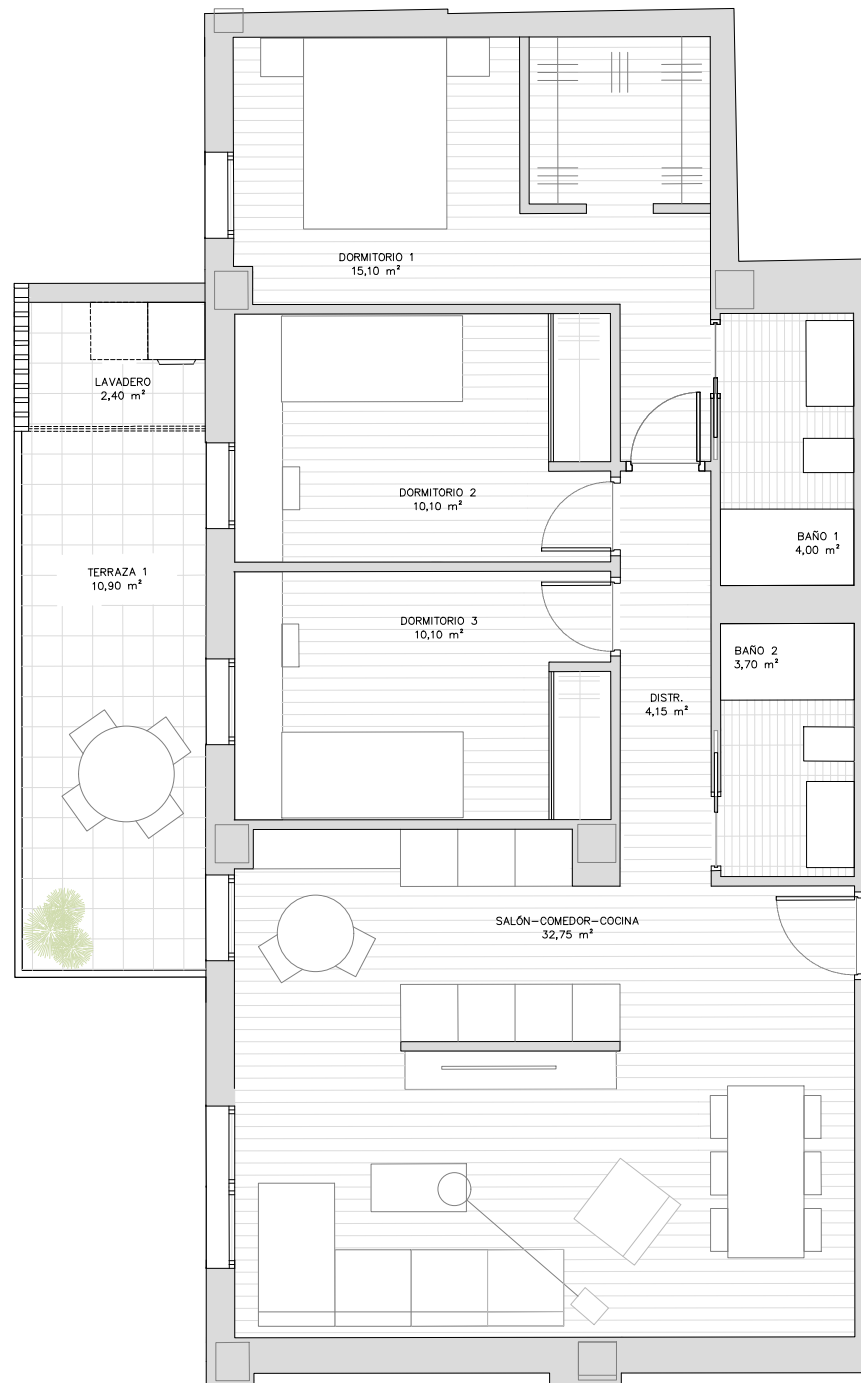 DORMITORIO 1
15,10 m²
LAVADERO
2,40 m²
DORMITORIO 2
10,10 m²
BAÑO 1
4,00 m²
TERRAZA 1
10,90 m²
DORMITORIO 3
10,10 m²
BAÑO 2
3,70 m²
DISTR.
4,15 m²
SALÓN-COMEDOR-COCINA
32,75 m²